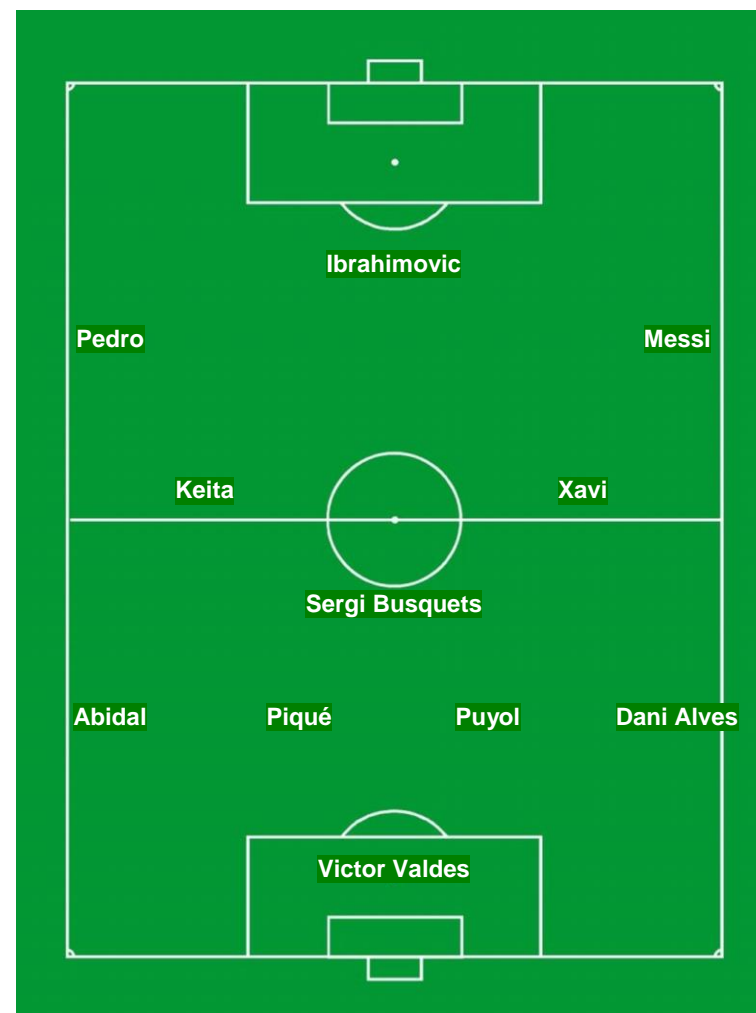 Ibrahimovic
Pedro
Messi
Keita
Xavi
Sergi Busquets
Abidal
Piqué
Puyol
Dani Alves
Victor Valdes